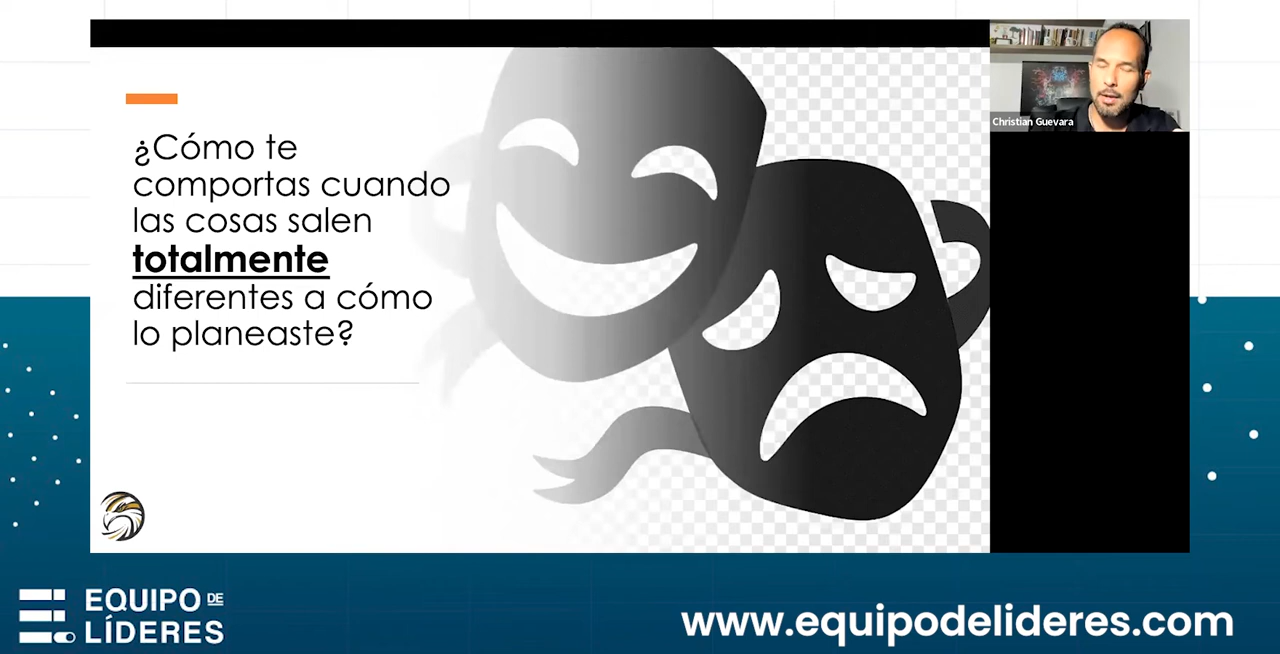 ¿Cómo te
comportas cuando
las cosas salen
totalmente
diferentes a cómo
lo planeaste?
Christian Guevara
EQUIPO DE
LÍDERES
www.equipodelideres.com